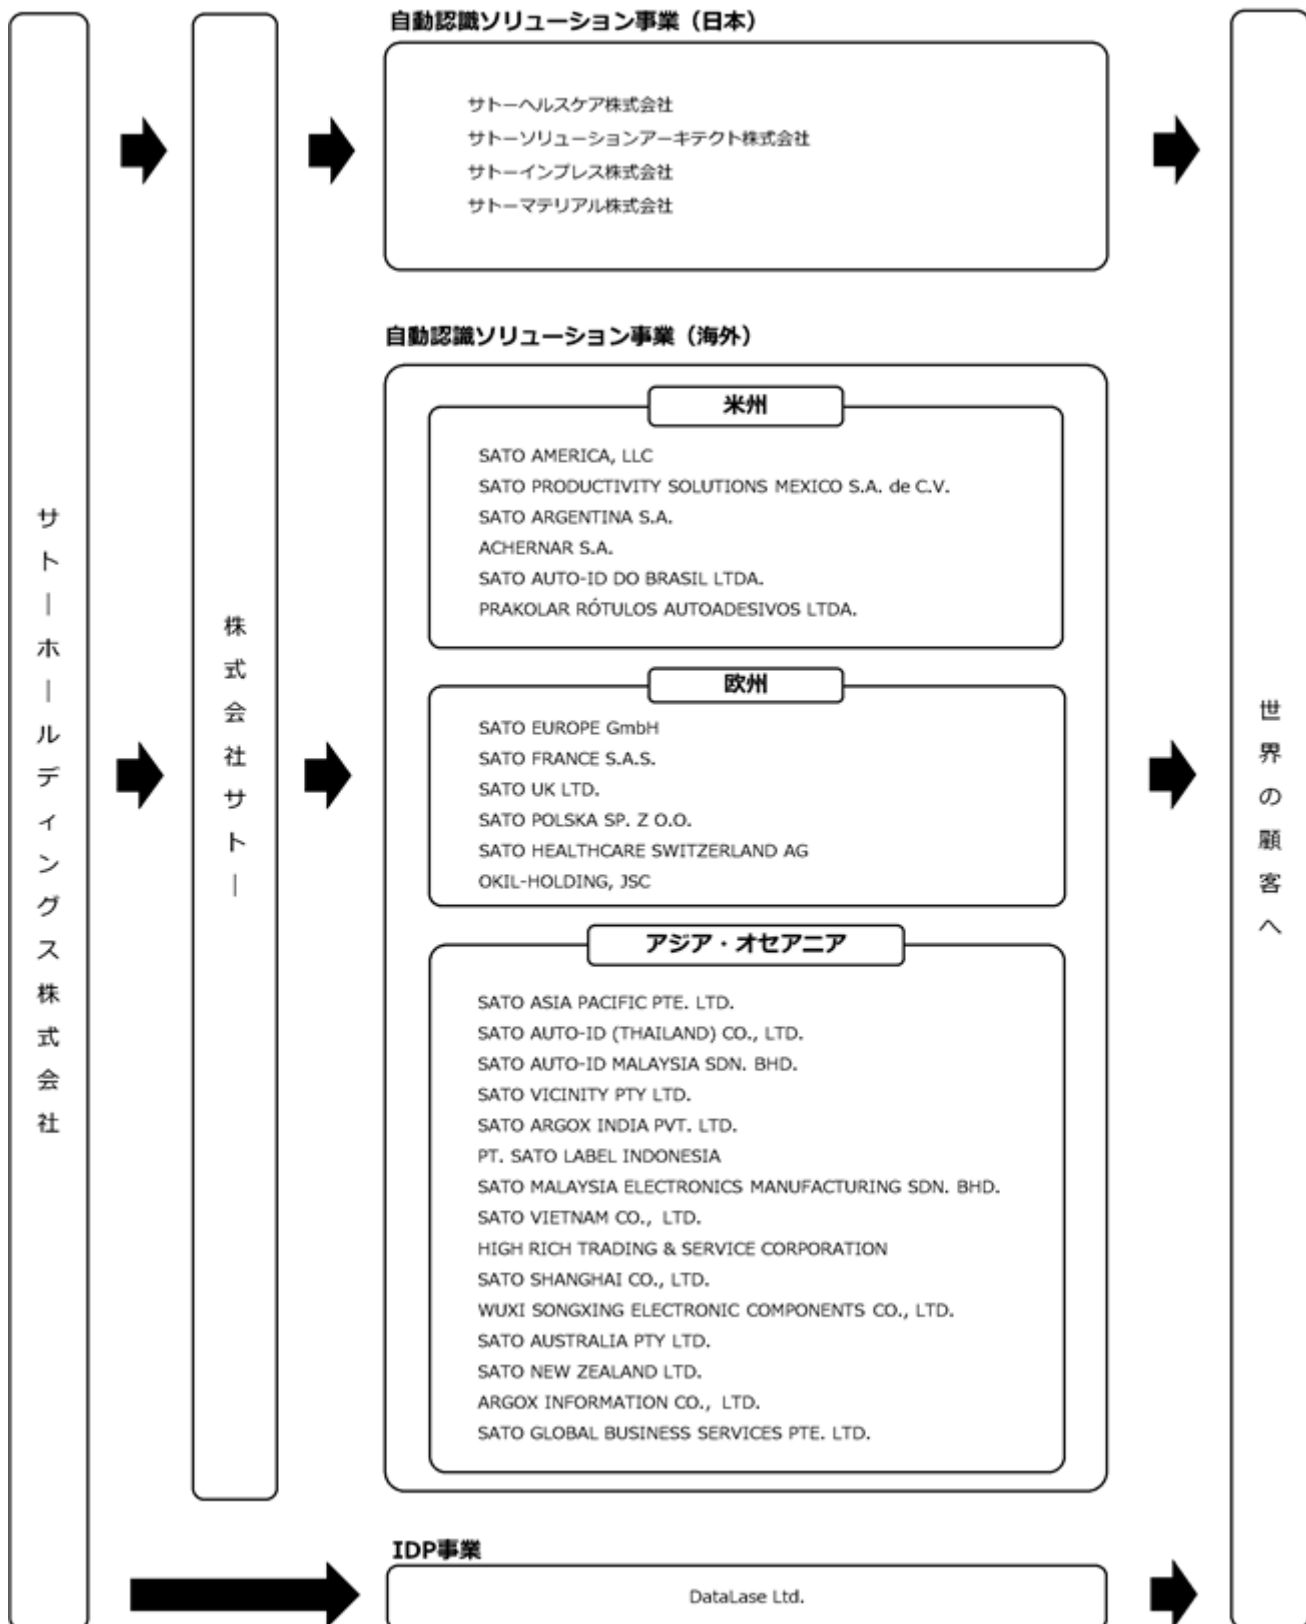 サトーホールディングス株式会社
株式会社サトー
自動認識ソリューション事業（日本）
サトーヘルスケア株式会社
サトーソリューションアーキテクト株式会社
サトーインプレス株式会社
サトーマテリアル株式会社
自動認識ソリューション事業（海外）
米州
SATO AMERICA, LLC
SATO PRODUCTIVITY SOLUTIONS MEXICO S.A. de C.V.
SATO ARGENTINA S.A.
ACHERNAR S.A.
SATO AUTO-ID DO BRASIL LTDA.
PRAKOLAR RÓTULOS AUTOADESIVOS LTDA.
欧州
SATO EUROPE GmbH
SATO FRANCE S.A.S.
SATO UK LTD.
SATO POLSKA SP. Z O.O.
SATO HEALTHCARE SWITZERLAND AG
OKIL-HOLDING, JSC
アジア・オセアニア
SATO ASIA PACIFIC PTE. LTD.
SATO AUTO-ID (THAILAND) CO., LTD.
SATO AUTO-ID MALAYSIA SDN. BHD.
SATO VICINITY PTY LTD.
SATO ARGOX INDIA PVT. LTD.
PT. SATO LABEL INDONESIA
SATO MALAYSIA ELECTRONICS MANUFACTURING SDN. BHD.
SATO VIETNAM CO., LTD.
HIGH RICH TRADING & SERVICE CORPORATION
SATO SHANGHAI CO., LTD.
WUXI SONGXING ELECTRONIC COMPONENTS CO., LTD.
SATO AUSTRALIA PTY LTD.
SATO NEW ZEALAND LTD.
ARGOX INFORMATION CO., LTD.
SATO GLOBAL BUSINESS SERVICES PTE. LTD.
IDP事業
DataLase Ltd.
世界の顧客へ